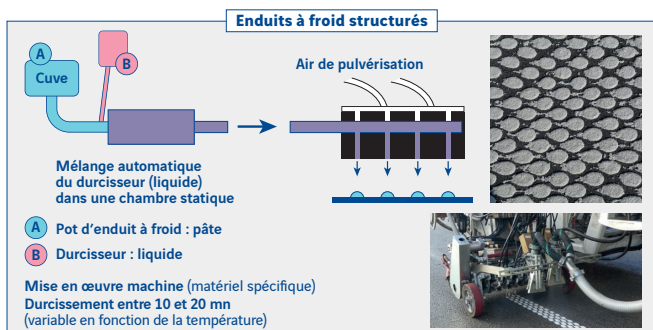 Enduits à froid structurés
A
Cuve
B
Air de pulvérisation
Mélange automatique
du durcisseur (liquide)
dans une chambre statique
A Pot d'enduit à froid : pâte
B Durcisseur : liquide
Mise en œuvre machine (matériel spécifique)
Durcissement entre 10 et 20 mn
(variable en fonction de la température)